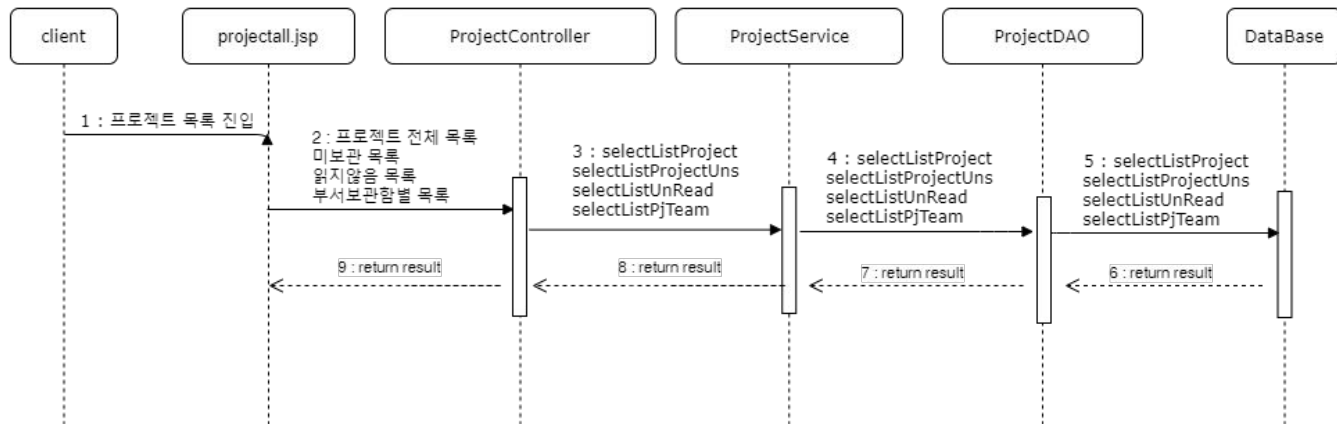 client
projectall.jsp
ProjectController
ProjectService
ProjectDAO
DataBase
1 : 프로젝트 목록 진입
2 : 프로젝트 전체 목록
미보관 목록
읽지않음 목록
부서보관함별 목록
3 : selectListProject
selectListProjectUns
selectListUnRead
selectListPjTeam
4 : selectListProject
selectListProjectUns
selectListUnRead
selectListPjTeam
5 : selectListProject
selectListProjectUns
selectListUnRead
selectListPjTeam
9 : return result
8 : return result
7 : return result
6 : return result